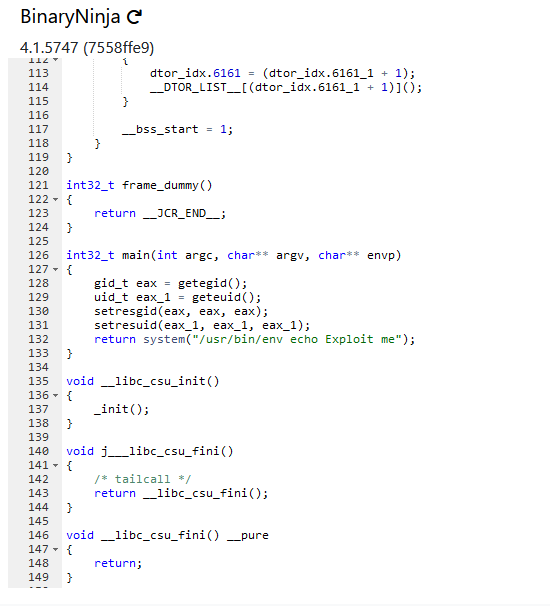 BinaryNinja
4.1.5747 (7558ffe9)
112 {
113 dtor_idx.6161 = (dtor_idx.6161_1 + 1);
114 __DTOR_LIST__[(dtor_idx.6161_1 + 1)]();
115 }
116
117 __bss_start = 1;
118 }
119 }
120
121 int32_t frame_dummy()
122 {
123 return __JCR_END__;
124 }
125
126 int32_t main(int argc, char** argv, char** envp)
127 {
128 gid_t eax = getegid();
129 uid_t eax_1 = geteuid();
130 setresgid(eax, eax, eax);
131 setresuid(eax_1, eax_1, eax_1);
132 return system("/usr/bin/env echo Exploit me");
133 }
134
135 void __libc_csu_init()
136 {
137 _init();
138 }
139
140 void j___libc_csu_fini()
141 {
142 /* tailcall */
143 return __libc_csu_fini();
144 }
145
146 void __libc_csu_fini() __pure
147 {
148 return;
149 }